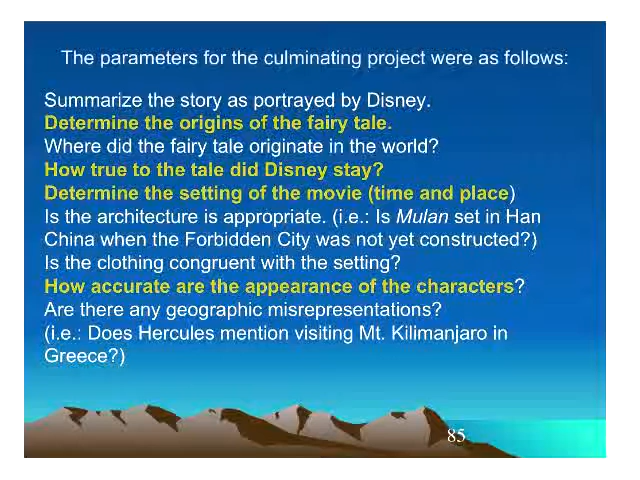 The parameters for the culminating project were as follows:
Summarize the story as portrayed by Disney.
Determine the origins of the fairy tale.
Where did the fairy tale originate in the world?
How true to the tale did Disney stay?
Determine the setting of the movie (time and place)
Is the architecture is appropriate. (i.e.: Is Mulan set in Han
China when the Forbidden City was not yet constructed?)
Is the clothing congruent with the setting?
How accurate are the appearance of the characters?
Are there any geographic misrepresentations?
(i.e.: Does Hercules mention visiting Mt. Kilimanjaro in
Greece?)
85